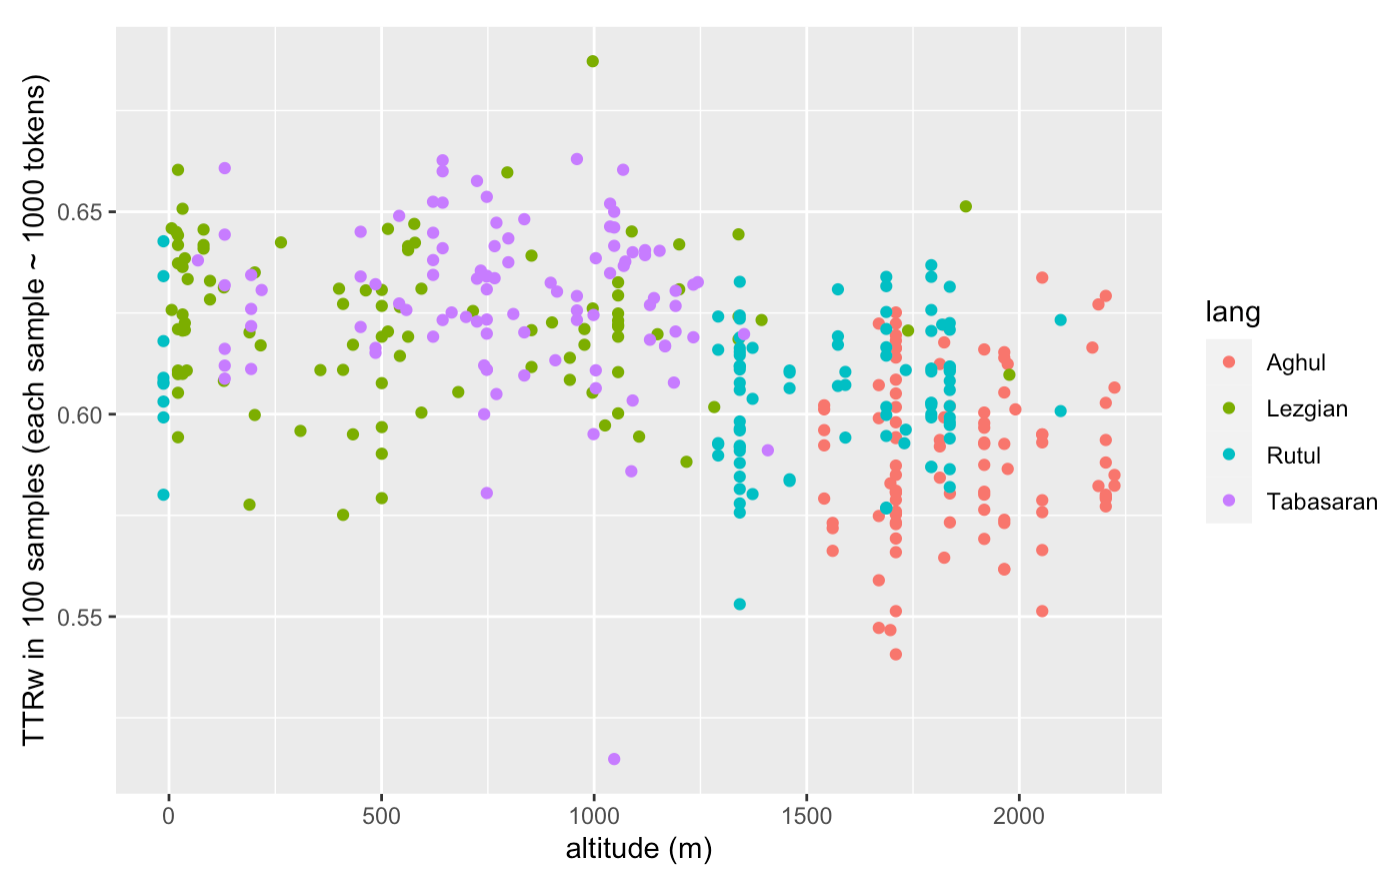 TTRw in 100 samples (each sample ~ 1000 tokens)
0.65
0.60
0.55
0 500 1000 1500 2000
altitude (m)
lang
Aghul
Lezgian
Rutul
Tabasaran